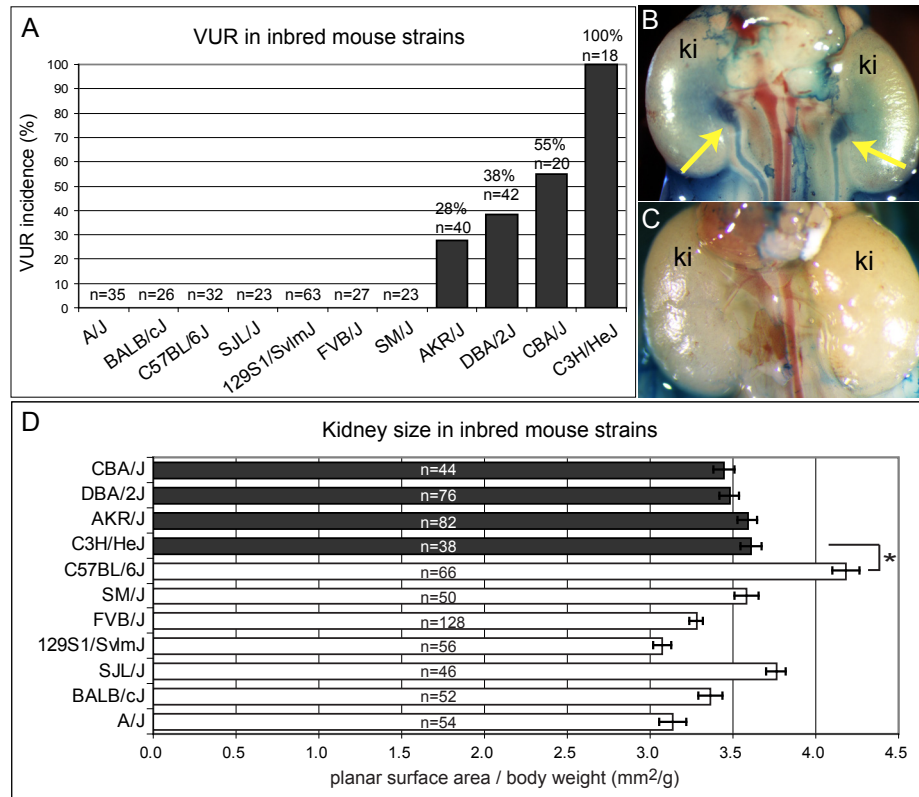 A
VUR in inbred mouse strains
VUR incidence (%)
100
90
80
70
60
50
40
30
20
10
0
n=35
n=26
n=32
n=23
n=63
n=27
n=23
28%
n=40
38%
n=42
55%
n=20
100%
n=18
A/J
BALB/cJ
C57BL/6J
SJL/J
129S1/SvImJ
FVB/J
SM/J
AKR/J
DBA/2J
CBA/J
C3H/HeJ
B
ki
ki
C
ki
ki
D
Kidney size in inbred mouse strains
CBA/J n=44
DBA/2J n=76
AKR/J n=82
C3H/HeJ n=38
C57BL/6J n=66
SM/J n=50
FVB/J n=128
129S1/SvImJ n=56
SJL/J n=46
BALB/cJ n=52
A/J n=54
*
0.0 0.5 1.0 1.5 2.0 2.5 3.0 3.5 4.0 4.5
planar surface area / body weight (mm²/g)